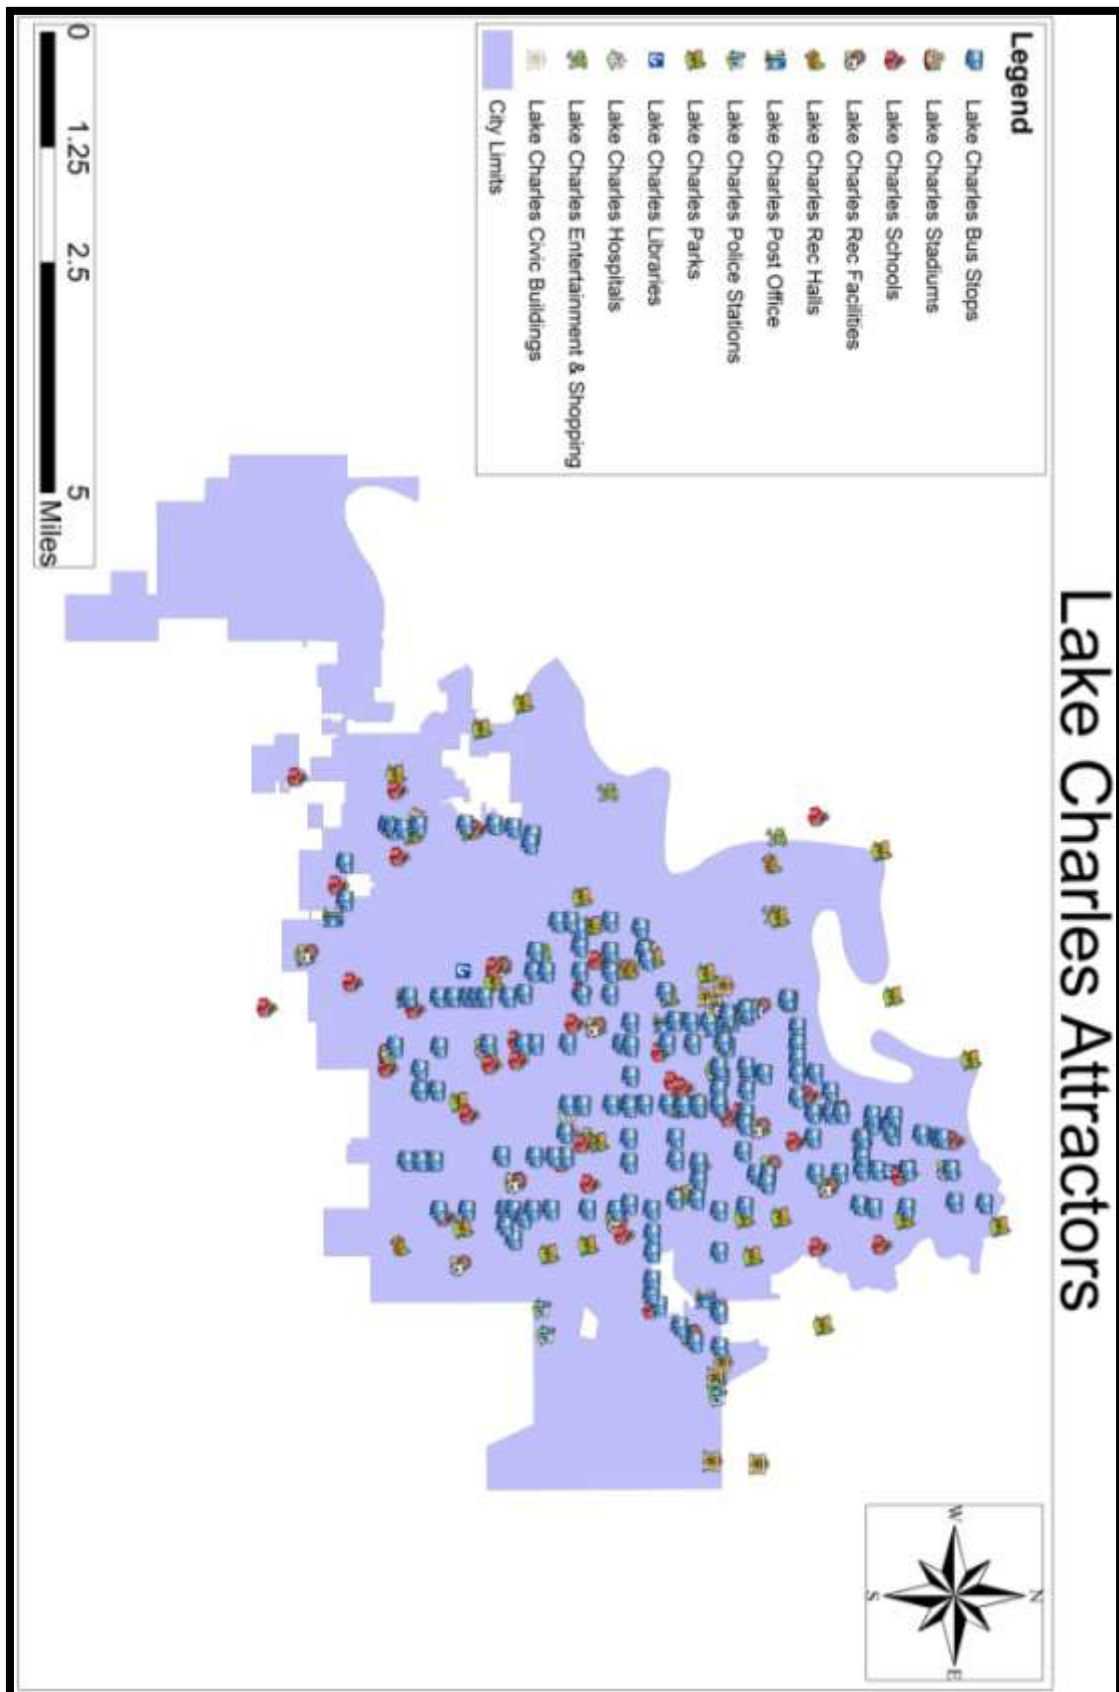 Lake Charles Attractors
Legend
Lake Charles Bus Stops
Lake Charles Stadiums
Lake Charles Schools
Lake Charles Rec Facilities
Lake Charles Rec Halls
Lake Charles Post Office
Lake Charles Police Stations
Lake Charles Parks
Lake Charles Libraries
Lake Charles Hospitals
Lake Charles Entertainment & Shopping
Lake Charles Civic Buildings
City Limits
0 1.25 2.5 5
Miles
N
W
E
S